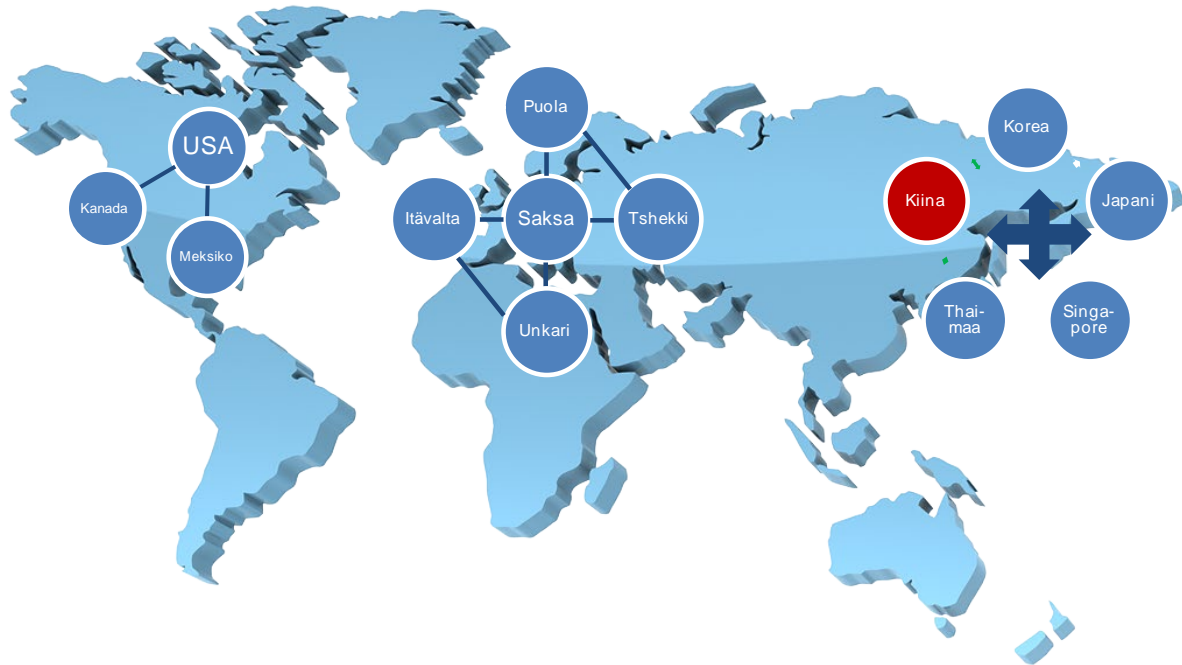 USA
Kanada
Meksiko
Puola
Itävalta
Saksa
Tshekki
Unkari
Korea
Kiina
Japani
Thai-
maa
Singa-
pore